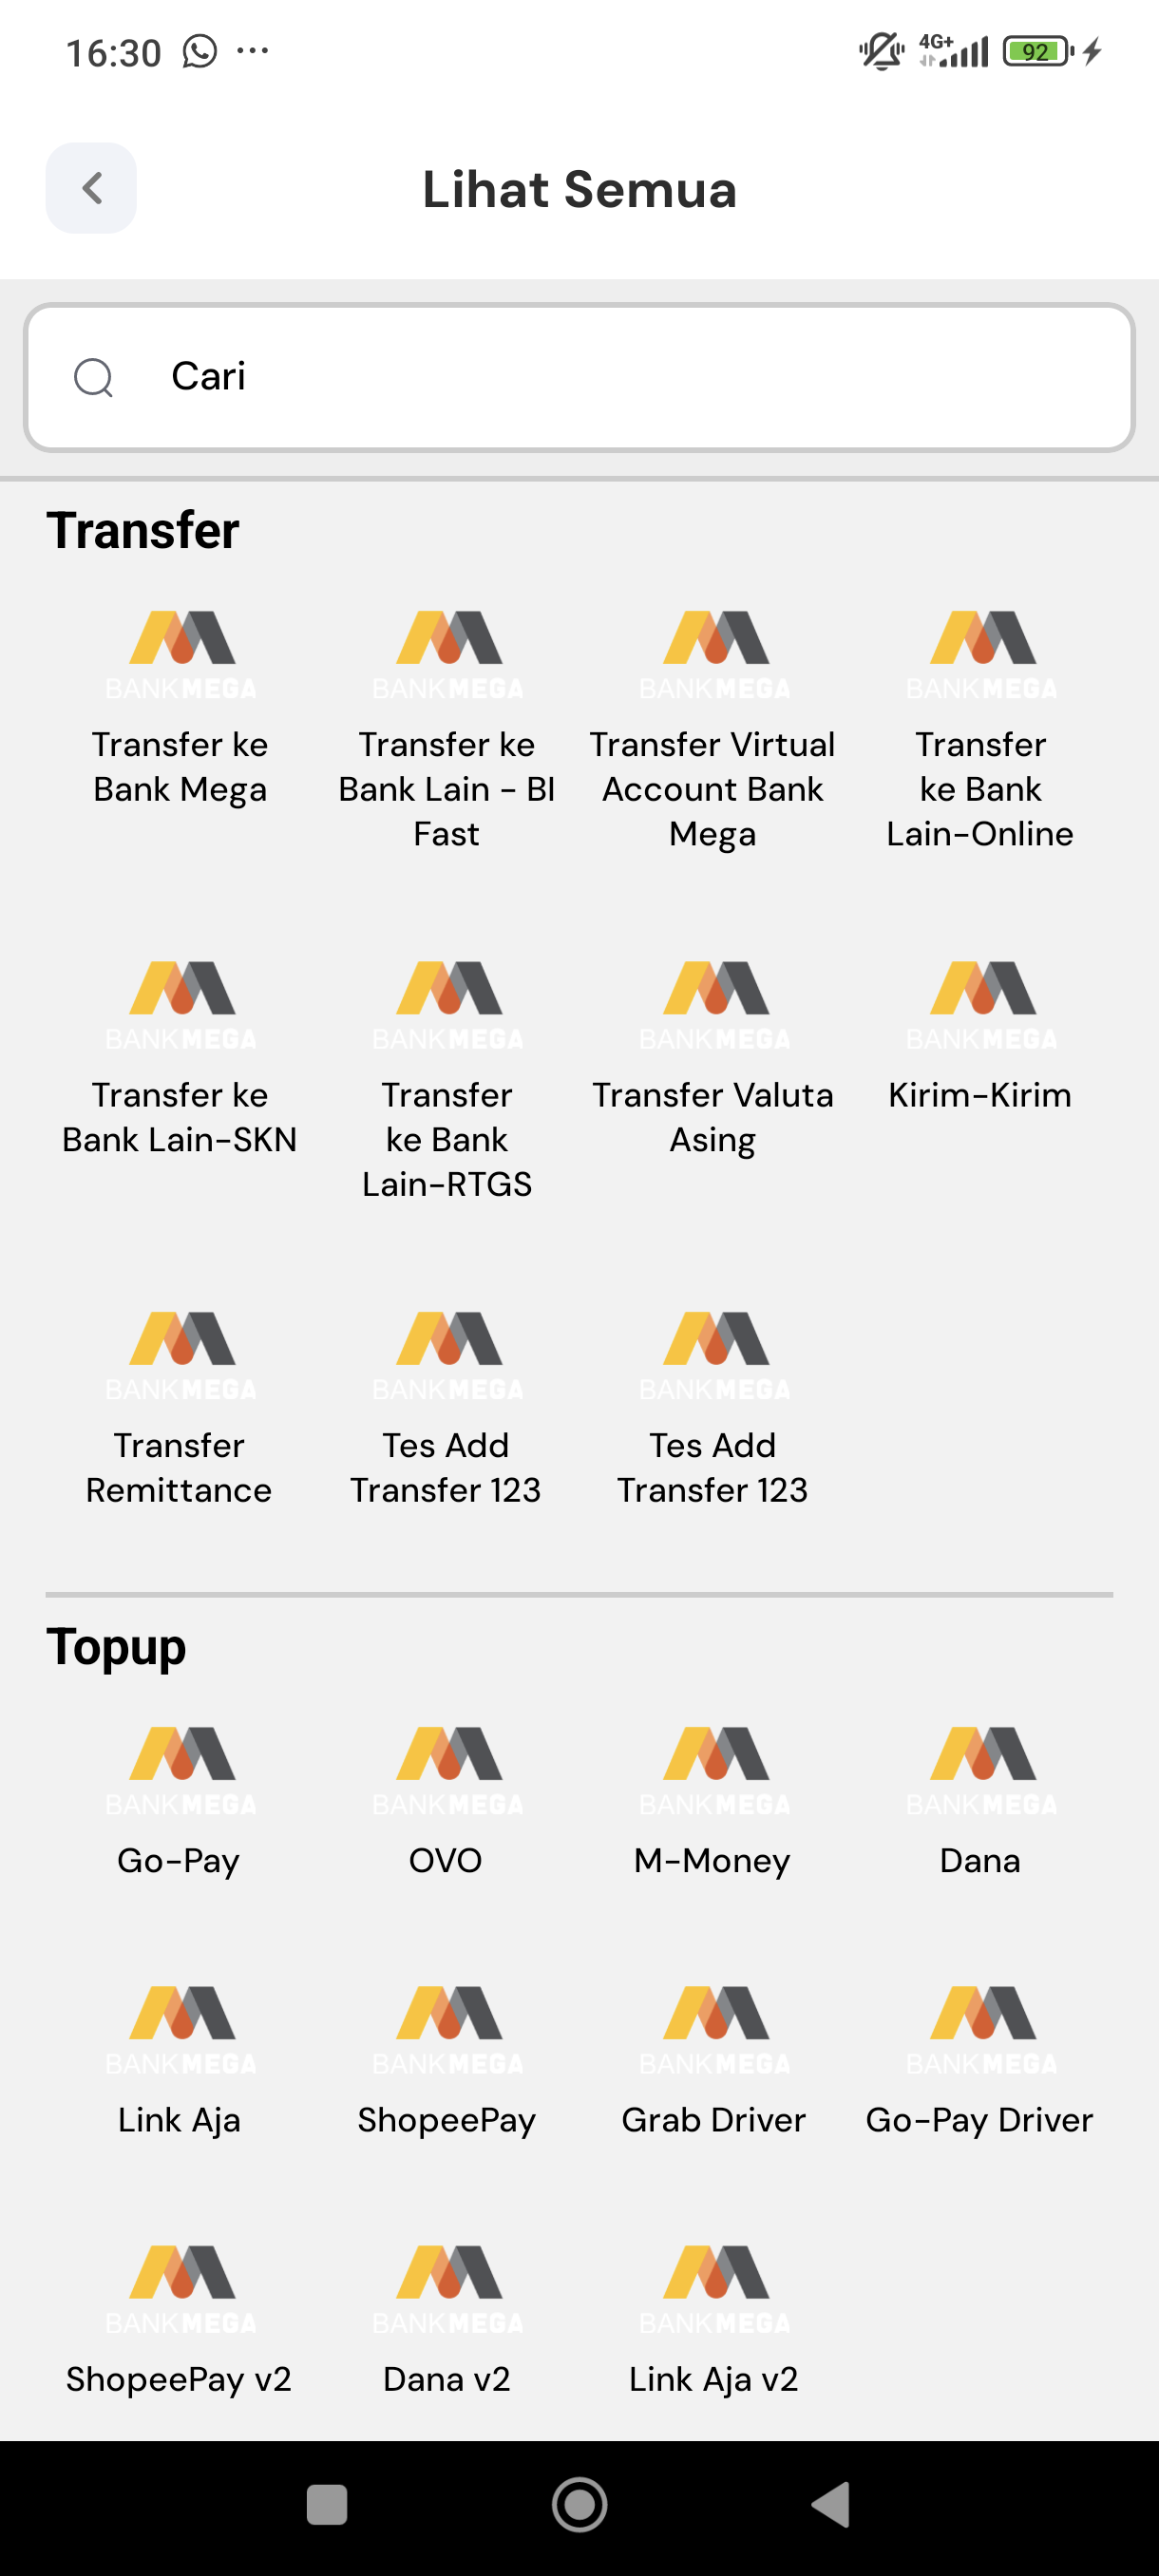 16:30 ... 4G+ 92
Lihat Semua
Cari
Transfer
BANKMEGA BANKMEGA BANKMEGA BANKMEGA
Transfer ke Transfer ke Transfer Virtual Transfer
Bank Mega Bank Lain - BI Account Bank ke Bank
Fast Mega Lain-Online
BANKMEGA BANKMEGA BANKMEGA BANKMEGA
Transfer ke Transfer Transfer Valuta Kirim-Kirim
Bank Lain-SKN ke Bank Asing
Lain-RTGS
BANKMEGA BANKMEGA BANKMEGA
Transfer Tes Add Tes Add
Remittance Transfer 123 Transfer 123
Topup
BANKMEGA BANKMEGA BANKMEGA BANKMEGA
Go-Pay OVO M-Money Dana
BANKMEGA BANKMEGA BANKMEGA BANKMEGA
Link Aja ShopeePay Grab Driver Go-Pay Driver
BANKMEGA BANKMEGA BANKMEGA
ShopeePay v2 Dana v2 Link Aja v2